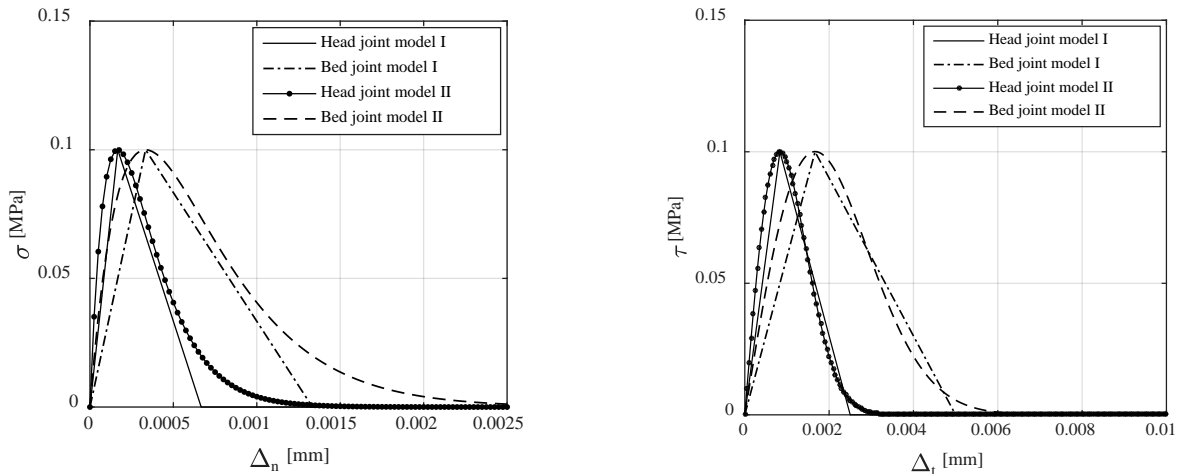 0.15
0.1
0.05
0
σ [MPa]
Head joint model I
Bed joint model I
Head joint model II
Bed joint model II
0 0.0005 0.001 0.0015 0.002 0.0025
Δn [mm]
0.15
0.1
0.05
0
τ [MPa]
Head joint model I
Bed joint model I
Head joint model II
Bed joint model II
0 0.002 0.004 0.006 0.008 0.01
Δt [mm]